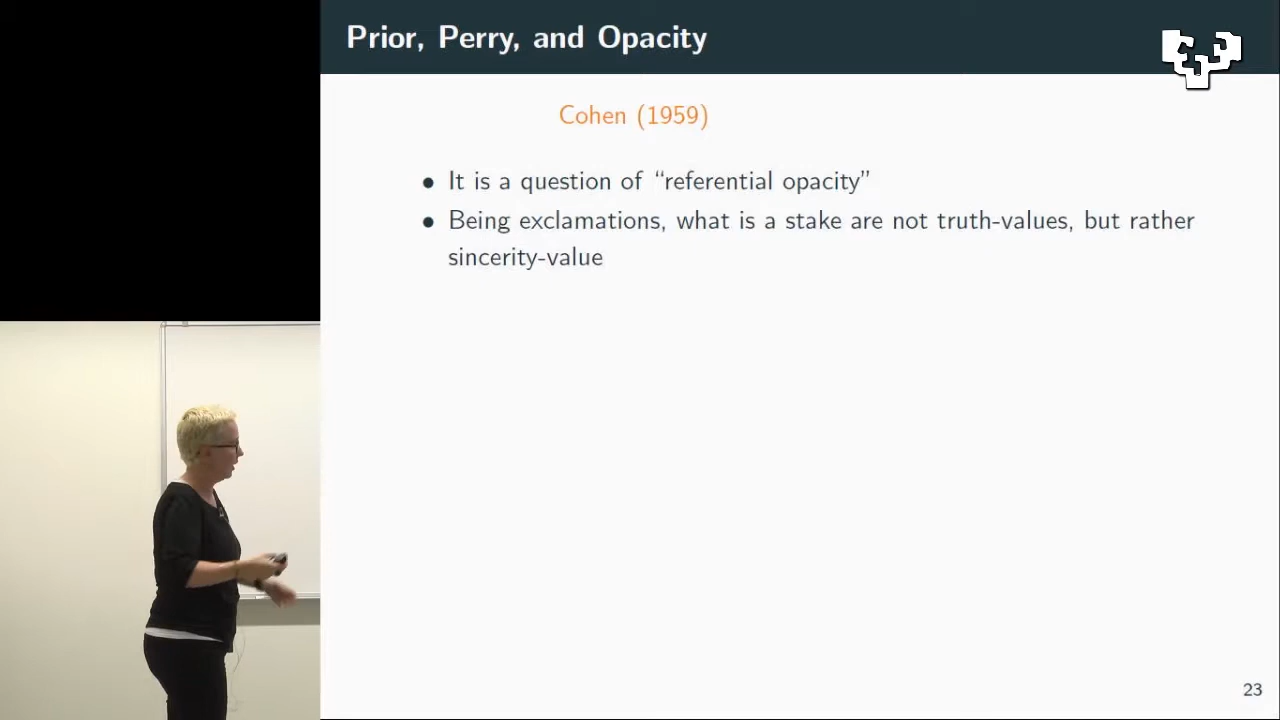 Prior, Perry, and Opacity
Cohen (1959)
• It is a question of “referential opacity”
• Being exclamations, what is a stake are not truth-values, but rather
sincerity-value
23